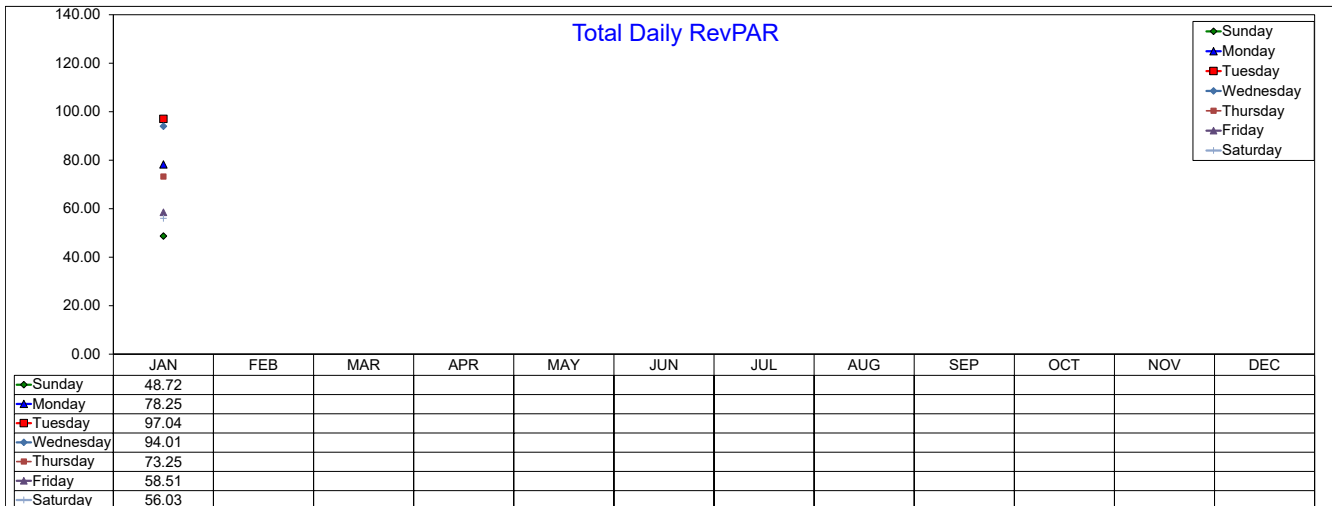 Total Daily RevPAR
140.00
120.00
100.00
80.00
60.00
40.00
20.00
0.00
Sunday
Monday
Tuesday
Wednesday
Thursday
Friday
Saturday
JAN FEB MAR APR MAY JUN JUL AUG SEP OCT NOV DEC
Sunday 48.72
Monday 78.25
Tuesday 97.04
Wednesday 94.01
Thursday 73.25
Friday 58.51
Saturday 56.03